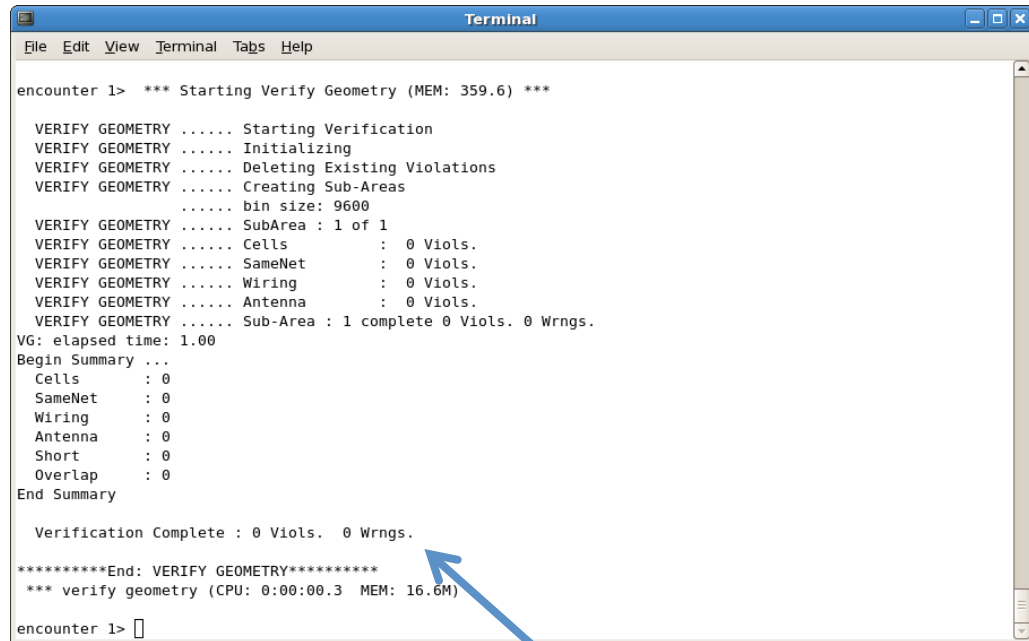 Terminal
File Edit View Terminal Tabs Help
encounter 1>  *** Starting Verify Geometry (MEM: 359.6) ***
  VERIFY GEOMETRY ...... Starting Verification
  VERIFY GEOMETRY ...... Initializing
  VERIFY GEOMETRY ...... Deleting Existing Violations
  VERIFY GEOMETRY ...... Creating Sub-Areas
                  ...... bin size: 9600
  VERIFY GEOMETRY ...... SubArea : 1 of 1
  VERIFY GEOMETRY ...... Cells          :  0 Viols.
  VERIFY GEOMETRY ...... SameNet        :  0 Viols.
  VERIFY GEOMETRY ...... Wiring         :  0 Viols.
  VERIFY GEOMETRY ...... Antenna        :  0 Viols.
  VERIFY GEOMETRY ...... Sub-Area : 1 complete 0 Viols. 0 Wrngs.
VG: elapsed time: 1.00
Begin Summary ...
  Cells       : 0
  SameNet     : 0
  Wiring      : 0
  Antenna     : 0
  Short       : 0
  Overlap     : 0
End Summary
  Verification Complete : 0 Viols.  0 Wrngs.
**********End: VERIFY GEOMETRY**********
 *** verify geometry (CPU: 0:00:00.3  MEM: 16.6M)
encounter 1>